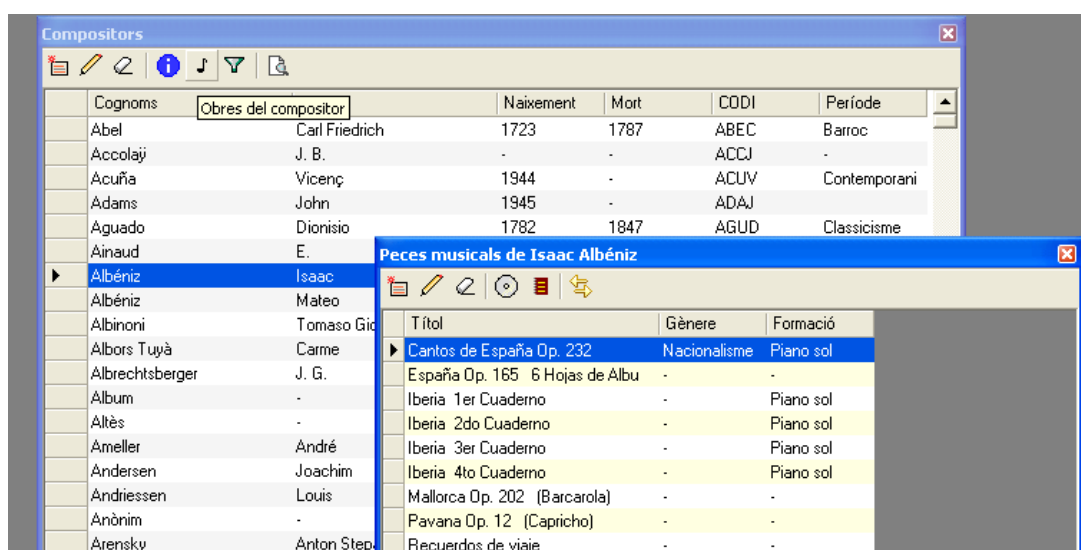 Compositors
Cognoms Naixement Mort CODI Període
Obres del compositor
Abel Carl Friedrich 1723 1787 ABEC Barroc
Accolaÿ J. B. - - ACCJ -
Acuña Vicenç 1944 - ACUV Contemporani
Adams John 1945 - ADAJ
Aguado Dionisio 1782 1847 AGUD Classicisme
Ainaud E.
Albéniz Isaac
Albéniz Mateo
Albinoni Tomaso Gio
Albors Tuyà Carme
Albrechtsberger J. G.
Album -
Altès -
Ameller André
Andersen Joachim
Andriessen Louis
Anònim -
Arensky Anton Step
Peces musicals de Isaac Albéniz
Títol Gènere Formació
Cantos de España Op. 232 Nacionalisme Piano sol
España Op. 165 6 Hojas de Albu - -
Iberia 1er Cuaderno - Piano sol
Iberia 2do Cuaderno - Piano sol
Iberia 3er Cuaderno - Piano sol
Iberia 4to Cuaderno - Piano sol
Mallorca Op. 202 (Barcarola) - -
Pavana Op. 12 (Capricho) - -
Recuerdos de viaje - -